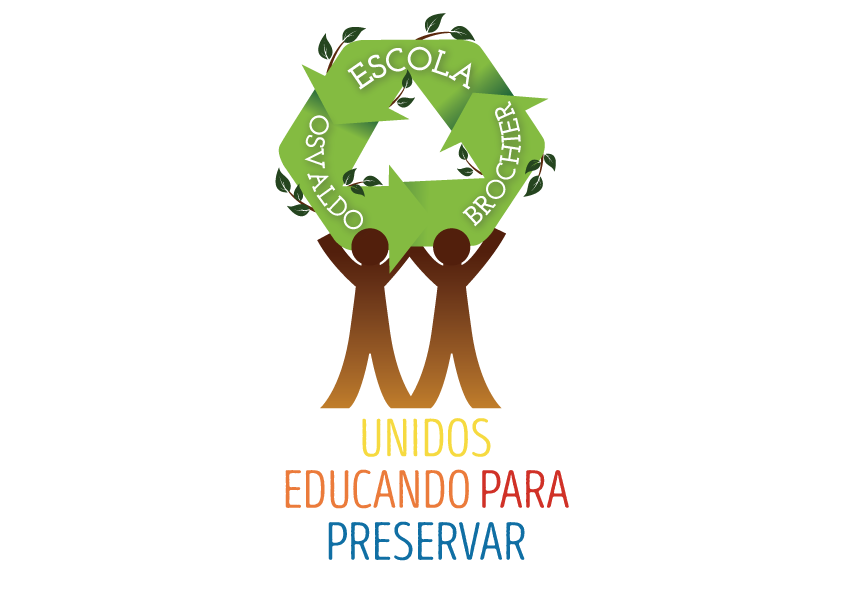 ESCOLA
OSVALDO
BROCHIER
UNIDOS
EDUCANDO PARA
PRESERVAR